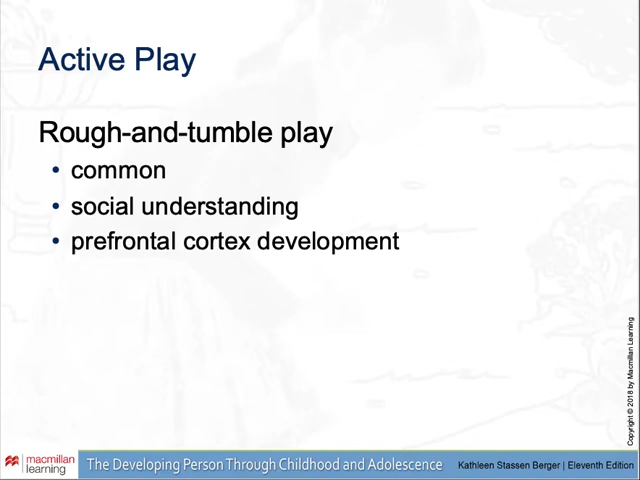 Active Play
Rough-and-tumble play
• common
• social understanding
• prefrontal cortex development
Copyright © 2018 by Macmillan Learning
macmillan
learning
The Developing Person Through Childhood and Adolescence
Kathleen Stassen Berger | Eleventh Edition